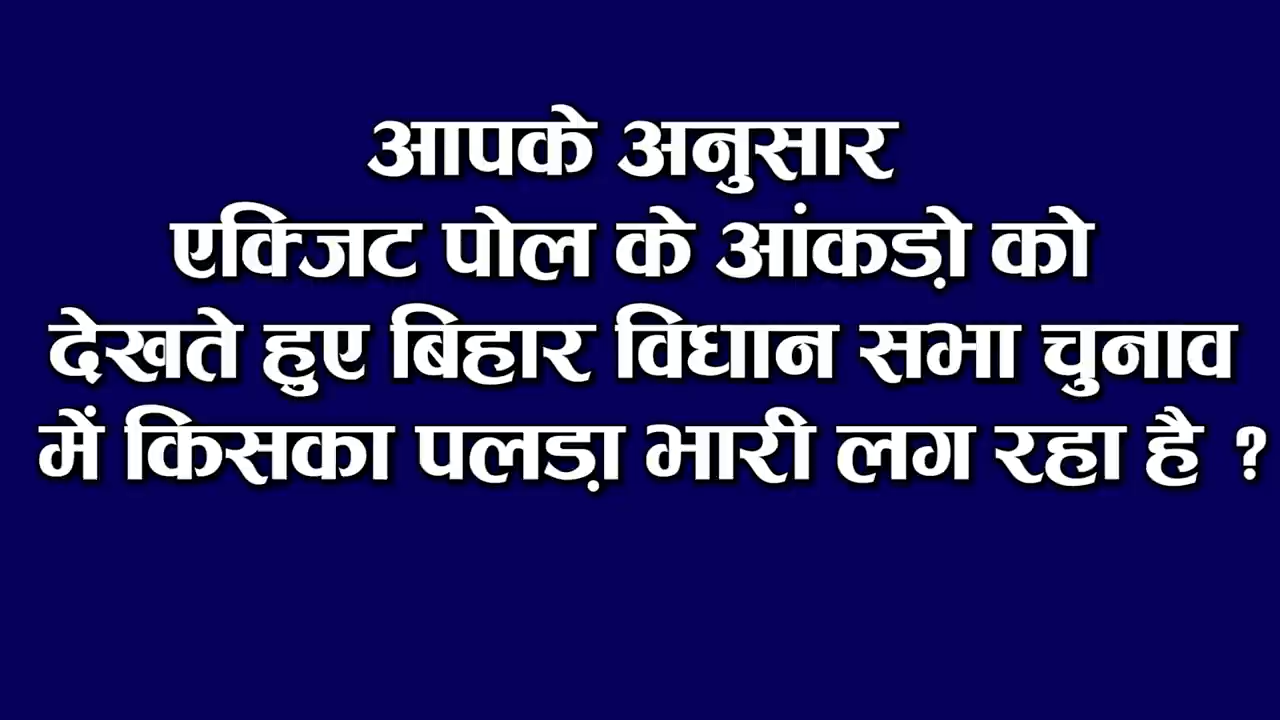 आपके अनुसार
एक्जिट पोल के आंकडो़ को
देखते हुए बिहार विधान सभा चुनाव
में किसका पलडा़ भारी लग रहा है ?